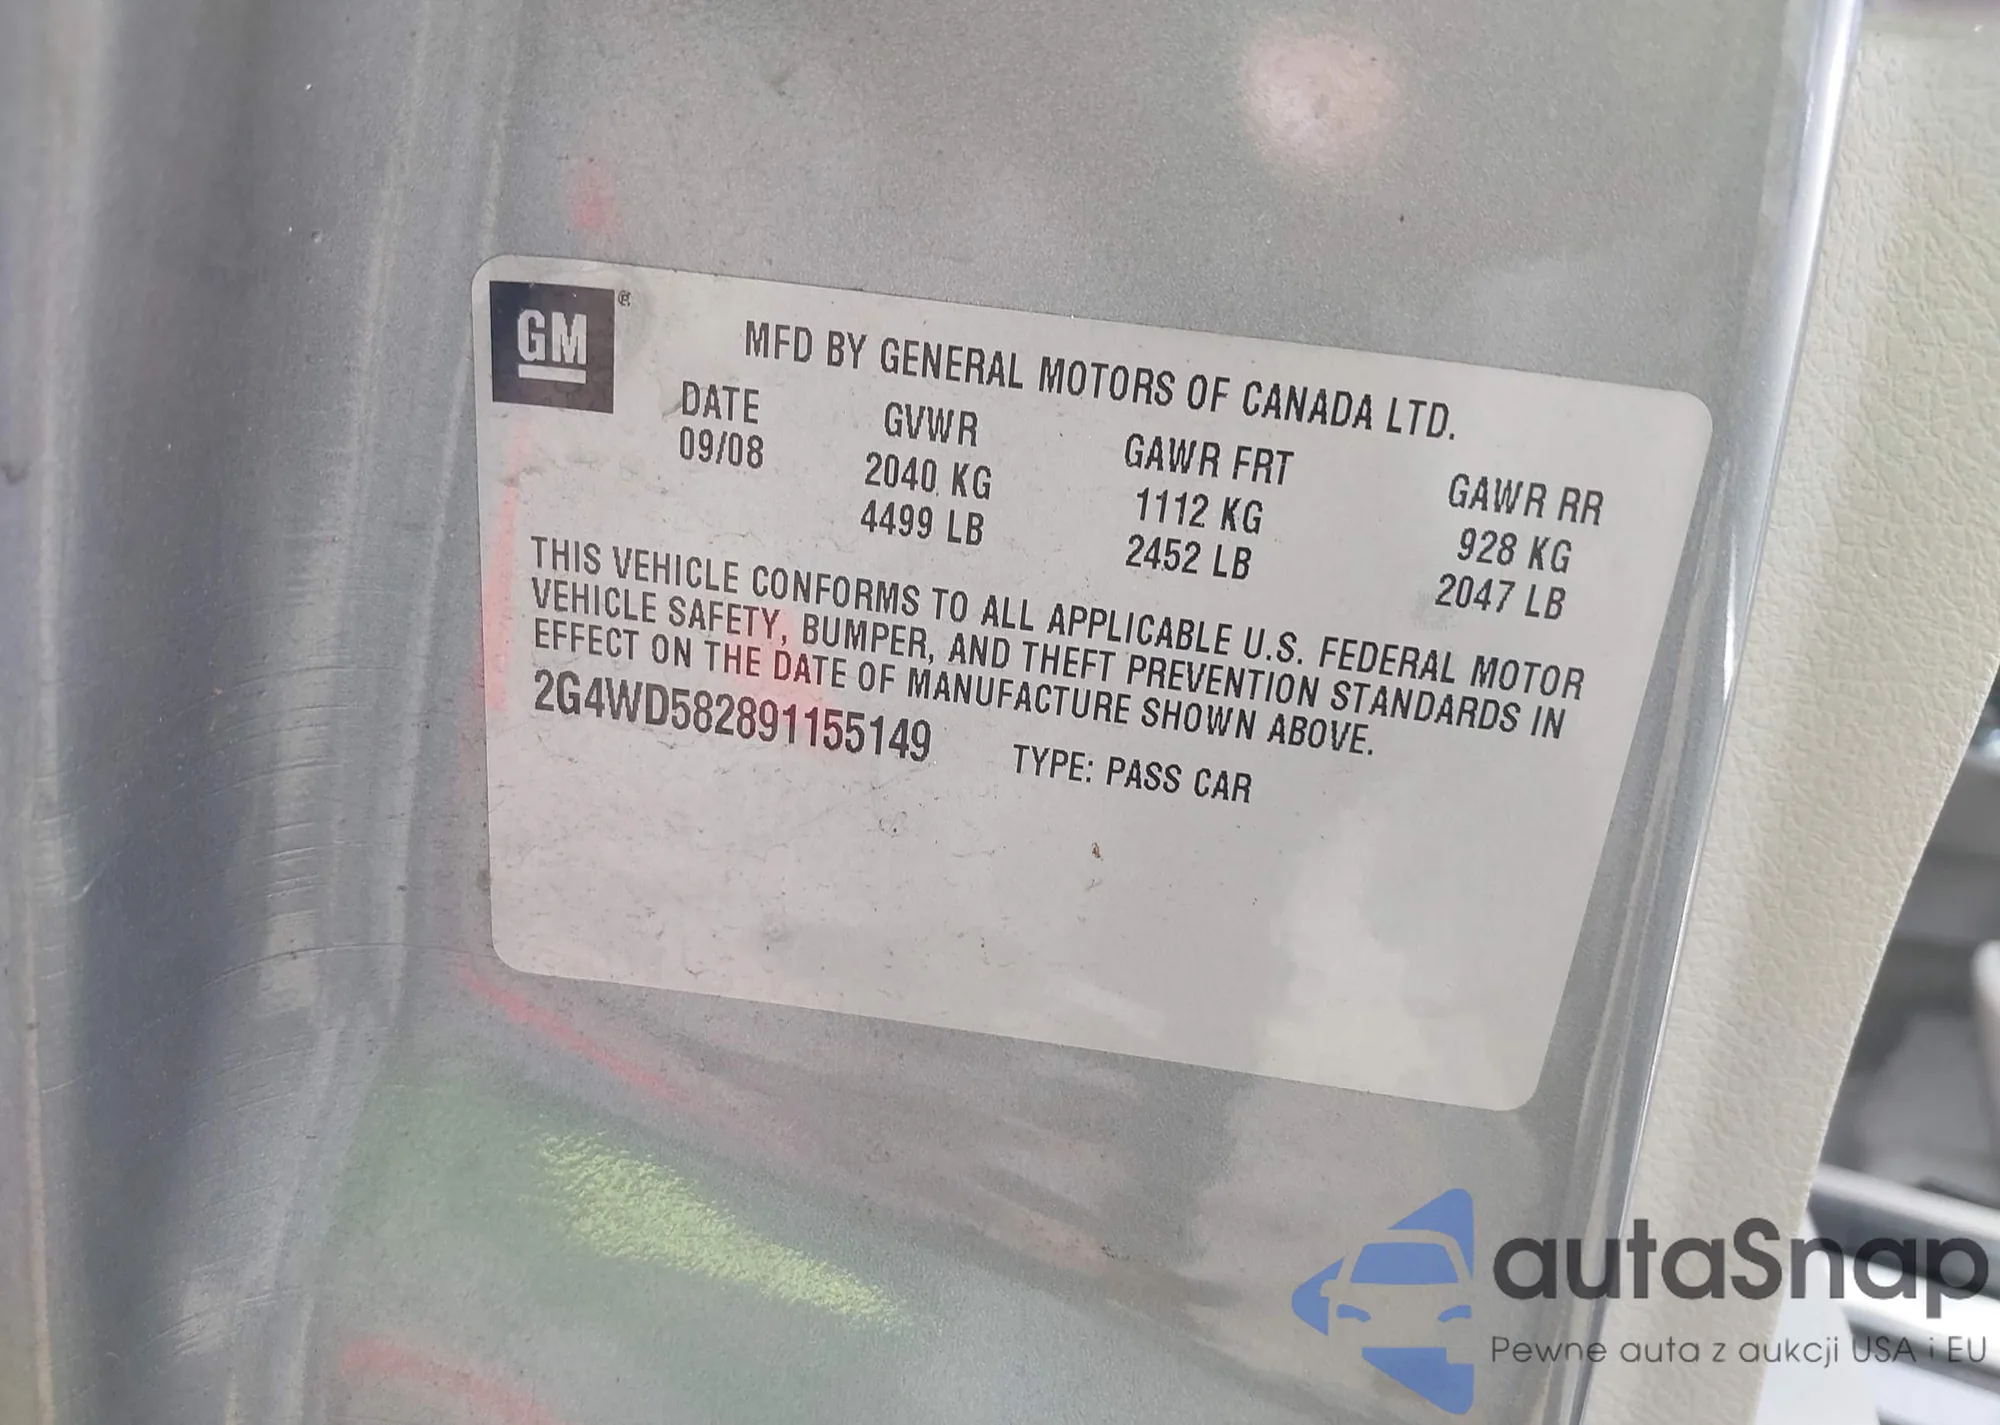 GM®
MFD BY GENERAL MOTORS OF CANADA LTD.
DATE GVWR GAWR FRT GAWR RR
09/08 2040 KG 1112 KG 928 KG
4499 LB 2452 LB 2047 LB
THIS VEHICLE CONFORMS TO ALL APPLICABLE U.S. FEDERAL MOTOR
VEHICLE SAFETY, BUMPER, AND THEFT PREVENTION STANDARDS IN
EFFECT ON THE DATE OF MANUFACTURE SHOWN ABOVE.
2G4WD582891155149 TYPE: PASS CAR
autaSnap
Pewne auta z aukcji USA i EU